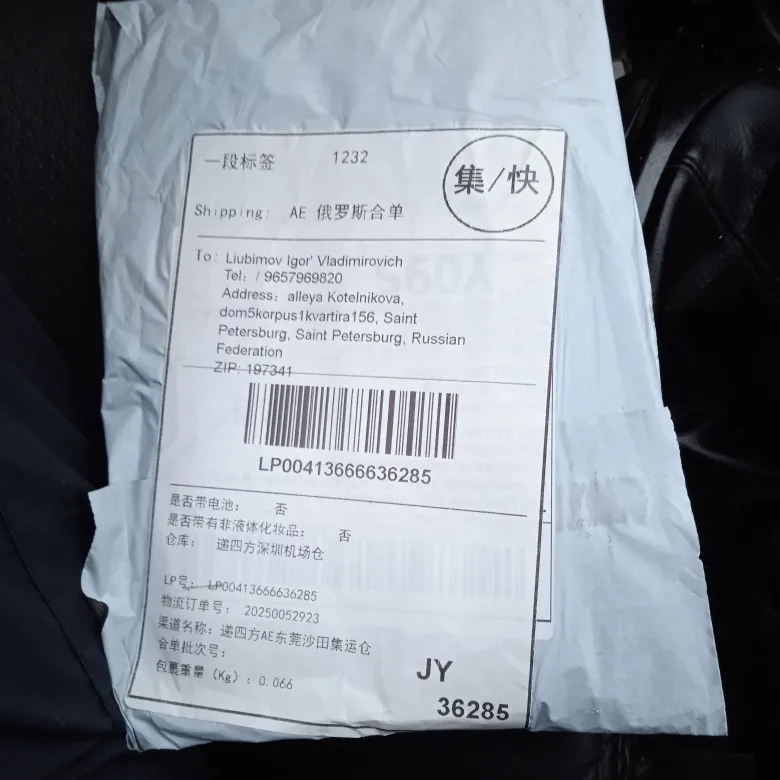 一段标签 1232
集/快
Shipping: AE 俄罗斯合单
To: Liubimov Igor' Vladimirovich
Tel: / 9657969820
Address: alleya Kotelnikova,
dom5korpus1kvartira156, Saint
Petersburg, Saint Petersburg, Russian
Federation
ZIP: 197341
LP00413666636285
是否带电池: 否
是否带有非液体化妆品: 否
仓库: 递四方深圳机场仓
LP号: LP00413666636285
物流订单号: 20250052923
渠道名称: 递四方AE东莞沙田集运仓
合单批次号:
包裹重量 (Kg) : 0.066
JY
36285